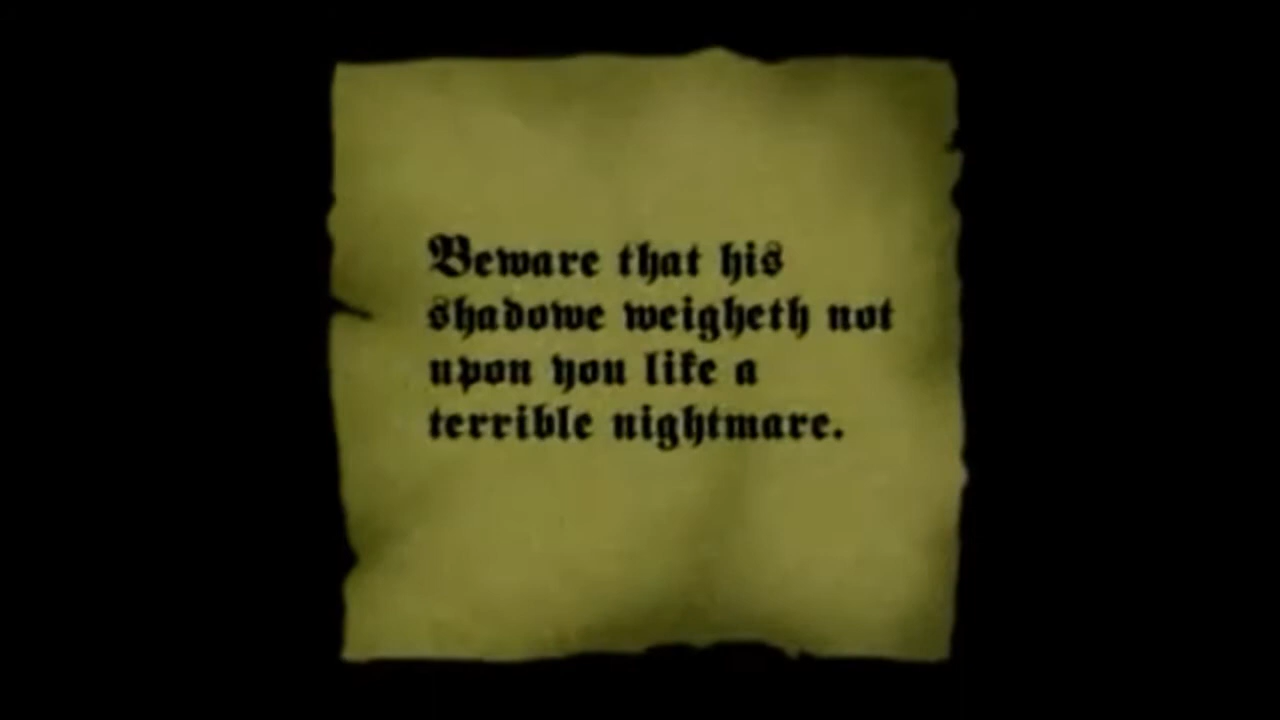 Beware that his
shadowe weigheth not
upon you like a
terrible nightmare.